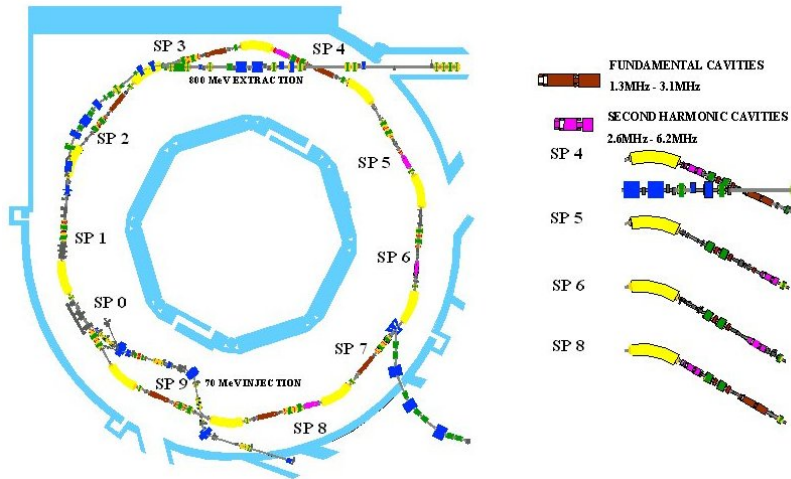 SP 3
SP 4
800 MeV EXTRACTION
SP 2
SP 5
SP 1
SP 6
SP 0
SP 7
SP 9
70 MeV INJECTION
SP 8
FUNDAMENTAL CAVITIES
1.3MHz - 3.1MHz
SECOND HARMONIC CAVITIES
2.6MHz - 6.2MHz
SP 4
SP 5
SP 6
SP 8